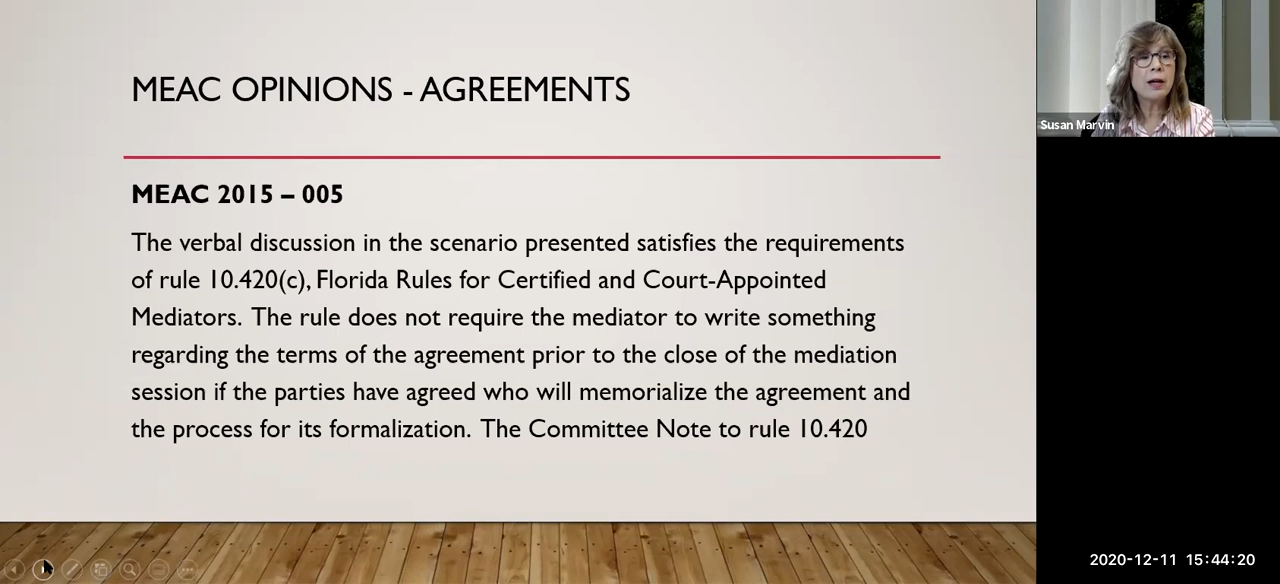 MEAC OPINIONS - AGREEMENTS
MEAC 2015 – 005
The verbal discussion in the scenario presented satisfies the requirements
of rule 10.420(c), Florida Rules for Certified and Court-Appointed
Mediators. The rule does not require the mediator to write something
regarding the terms of the agreement prior to the close of the mediation
session if the parties have agreed who will memorialize the agreement and
the process for its formalization. The Committee Note to rule 10.420
Susan Marvin
2020-12-11 15:44:20